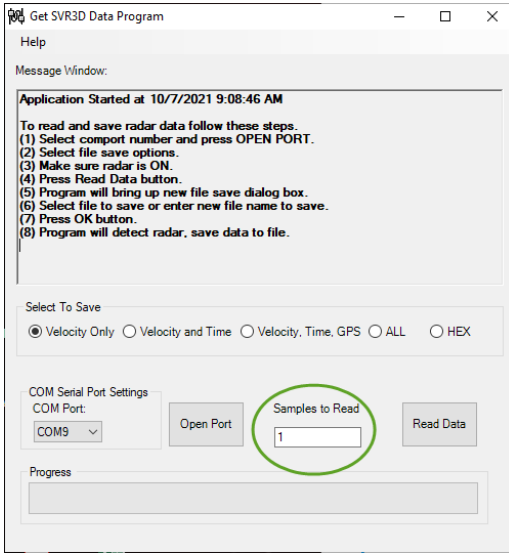 Get SVR3D Data Program
Help
Message Window:
Application Started at 10/7/2021 9:08:46 AM
To read and save radar data follow these steps.
(1) Select comport number and press OPEN PORT.
(2) Select file save options.
(3) Make sure radar is ON.
(4) Press Read Data button.
(5) Program will bring up new file save dialog box.
(6) Select file to save or enter new file name to save.
(7) Press OK button.
(8) Program will detect radar, save data to file.
Select To Save
Velocity Only Velocity and Time Velocity, Time, GPS ALL HEX
COM Serial Port Settings
COM Port:
COM9
Open Port
Samples to Read
1
Read Data
Progress